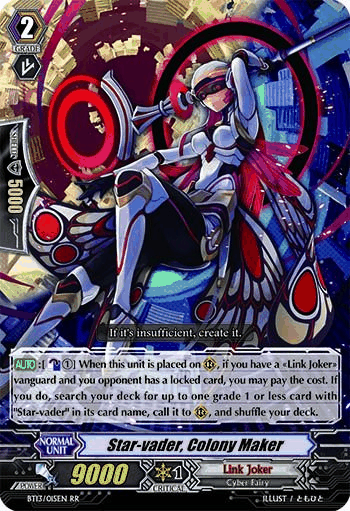 2
GRADE
5000
SHIELD
If it's insufficient, create it.
AUTO:[ ①] When this unit is placed on R, if you have a «Link Joker»
vanguard and you opponent has a locked card, you may pay the cost. If
you do, search your deck for up to one grade 1 or less card with
"Star-vader" in its card name, call it to R, and shuffle your deck.
NORMAL
UNIT
Star-vader, Colony Maker
POWER
9000
1
CRITICAL
Link Joker
Cyber Fairy
BT13/015EN RR
ILLUST / ともひと